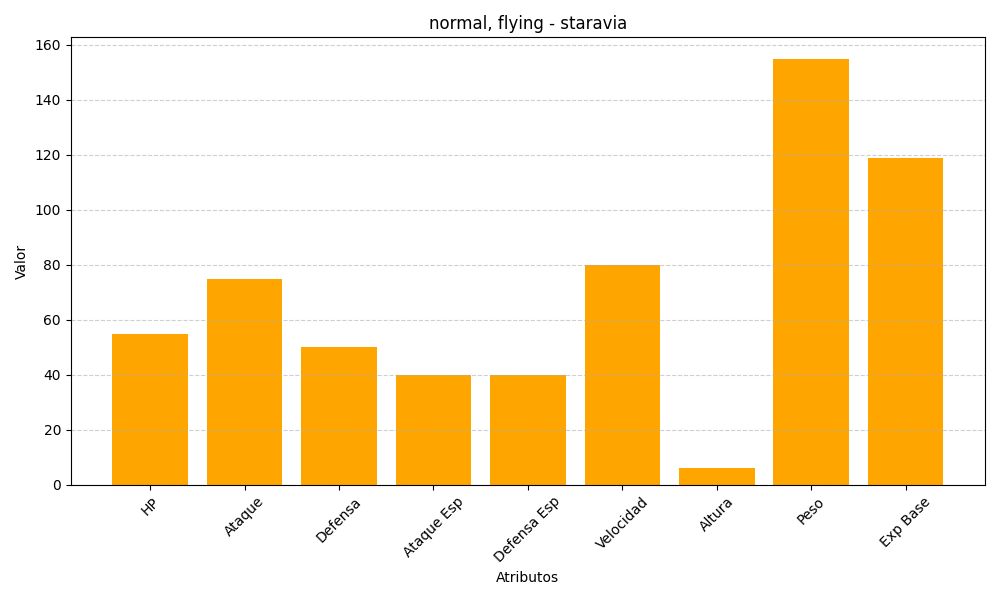 normal, flying - staravia
Valor
160
140
120
100
80
60
40
20
0
HP
Ataque
Defensa
Ataque Esp
Defensa Esp
Velocidad
Altura
Peso
Exp Base
Atributos